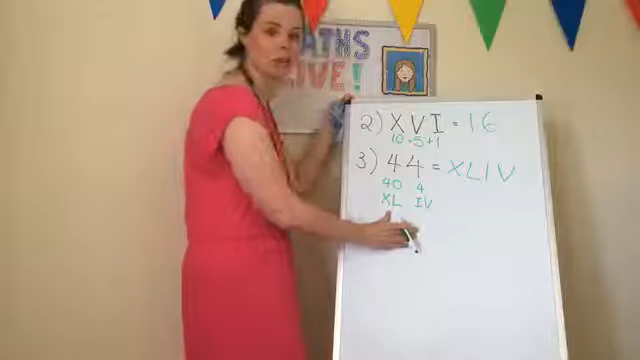 MATHS
LIVE!
2) XVI = 16
10+5+1
3) 44 = XLIV
40 4
XL IV